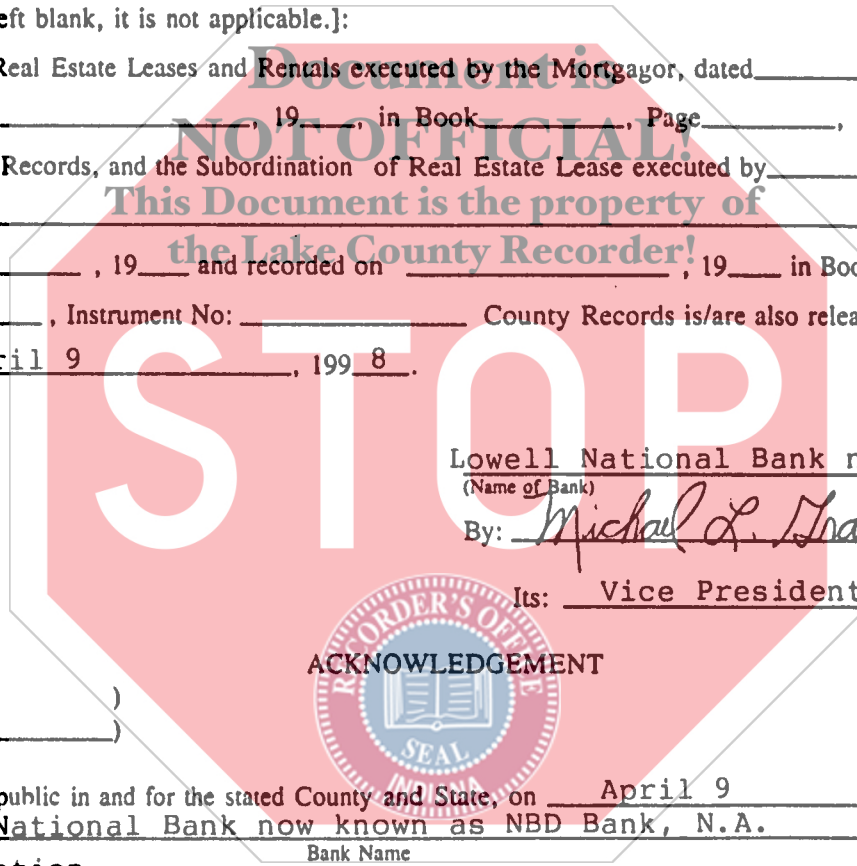 eft blank, it is not applicable.]:
Real Estate Leases and Rentals executed by the Mortgagor, dated
Document is
, 19 , in Book , Page ,
NOT OFFICIAL!
Records, and the Subordination of Real Estate Lease executed by
This Document is the property of
the Lake County Recorder!
, 19 and recorded on , 19 in Boo
, Instrument No: County Records is/are also relea
ril 9 , 199 8 .
STOP
Lowell National Bank n
(Name of Bank)
By: Michael L. Gra
Its: Vice President
RECORDER'S OFFICE
ACKNOWLEDGEMENT
)
)
SEAL
INDIANA
public in and for the stated County and State, on April 9
National Bank now known as NBD Bank, N.A.
Bank Name